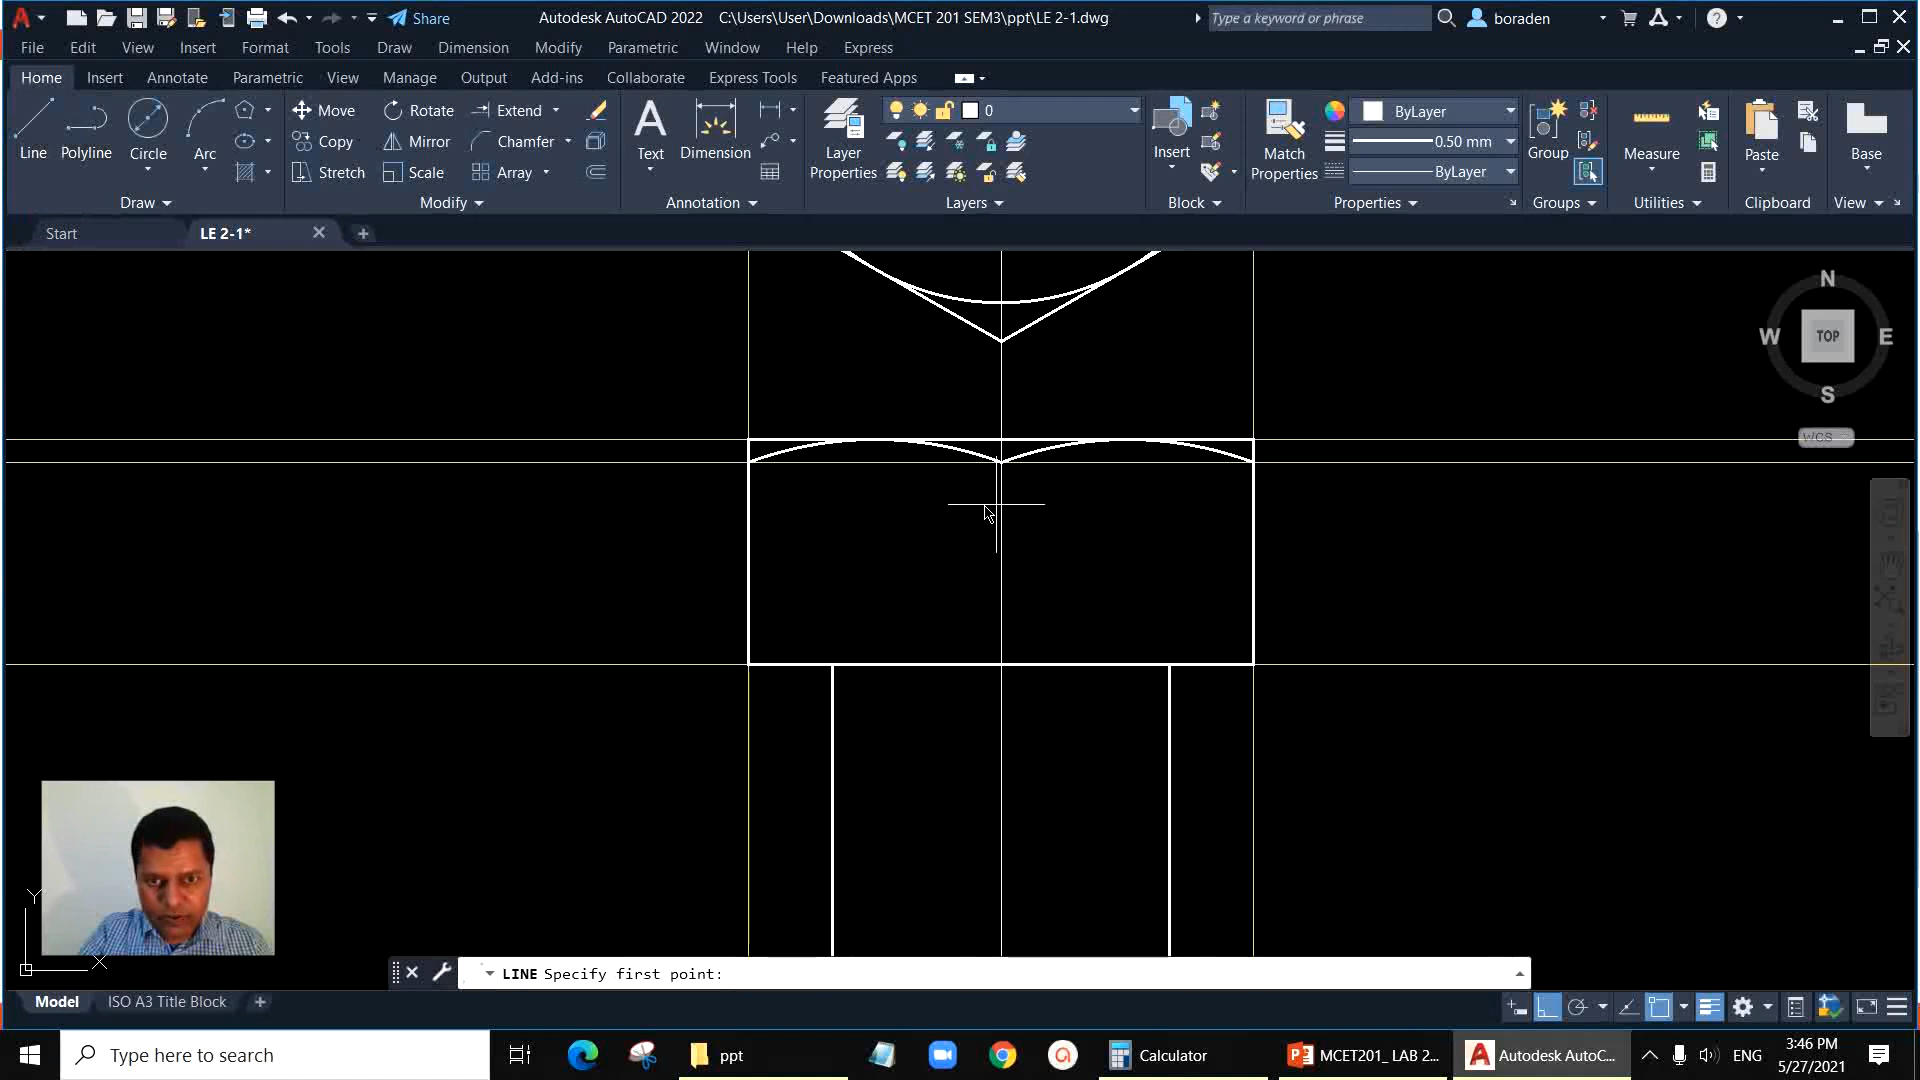 Share
Autodesk AutoCAD 2022 C:\Users\User\Downloads\MCET 201 SEM3\ppt\LE 2-1.dwg
Type a keyword or phrase
boraden
File Edit View Insert Format Tools Draw Dimension Modify Parametric Window Help Express
Home Insert Annotate Parametric View Manage Output Add-ins Collaborate Express Tools Featured Apps
Line Polyline Circle Arc
Move Rotate Extend
Copy Mirror Chamfer
Stretch Scale Array
Text Dimension
Layer Properties
0
Insert
Match Properties
ByLayer
0.50 mm
ByLayer
Group
Measure
Paste
Base
Draw Modify Annotation Layers Block Properties Groups Utilities Clipboard View
Start LE 2-1*
N
W TOP E
S
WCS
Y
X
LINE Specify first point:
Model ISO A3 Title Block
Type here to search
ppt
Calculator
MCET201_ LAB 2...
Autodesk AutoC...
ENG
3:46 PM
5/27/2021